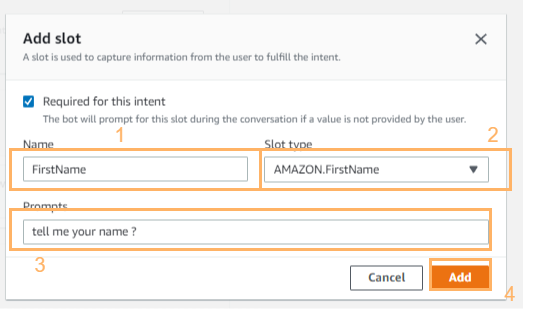 Add slot
A slot is used to capture information from the user to fulfill the intent.
Required for this intent
The bot will prompt for this slot during the conversation if a value is not provided by the user.
1
2
Name
Slot type
FirstName
AMAZON.FirstName
Prompts
tell me your name ?
3
Cancel
Add
4